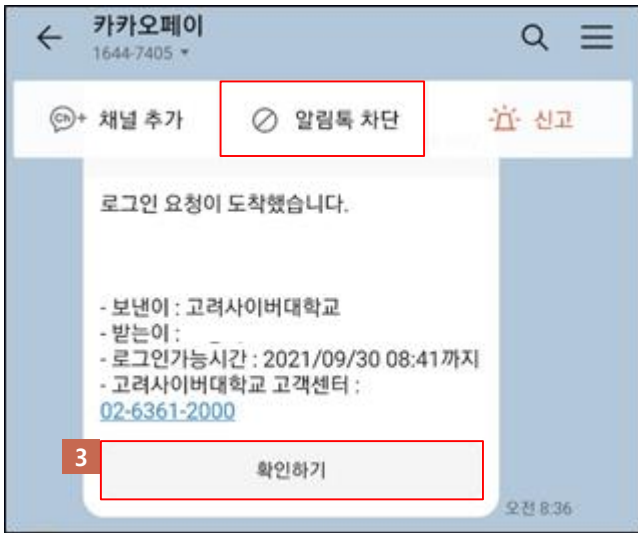 카카오페이
1644-7405
Ch+ 채널 추가 알림톡 차단 신고
로그인 요청이 도착했습니다.
- 보낸이 : 고려사이버대학교
- 받는이 :
- 로그인가능시간 : 2021/09/30 08:41까지
- 고려사이버대학교 고객센터 :
02-6361-2000
3 확인하기
오전 8:36